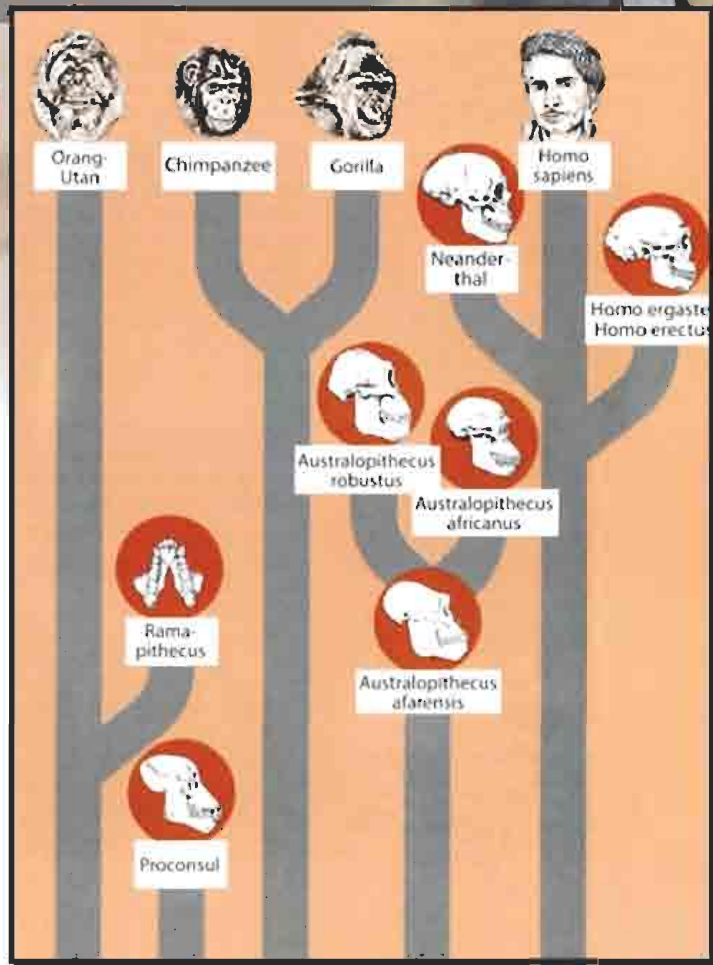 Orang-
Utan
Chimpanzee
Gorilla
Homo
sapiens
Neander-
thal
Homo ergaste
Homo erectus
Australopithecus
robustus
Australopithecus
africanus
Rama-
pithecus
Australopithecus
afarensis
Proconsul